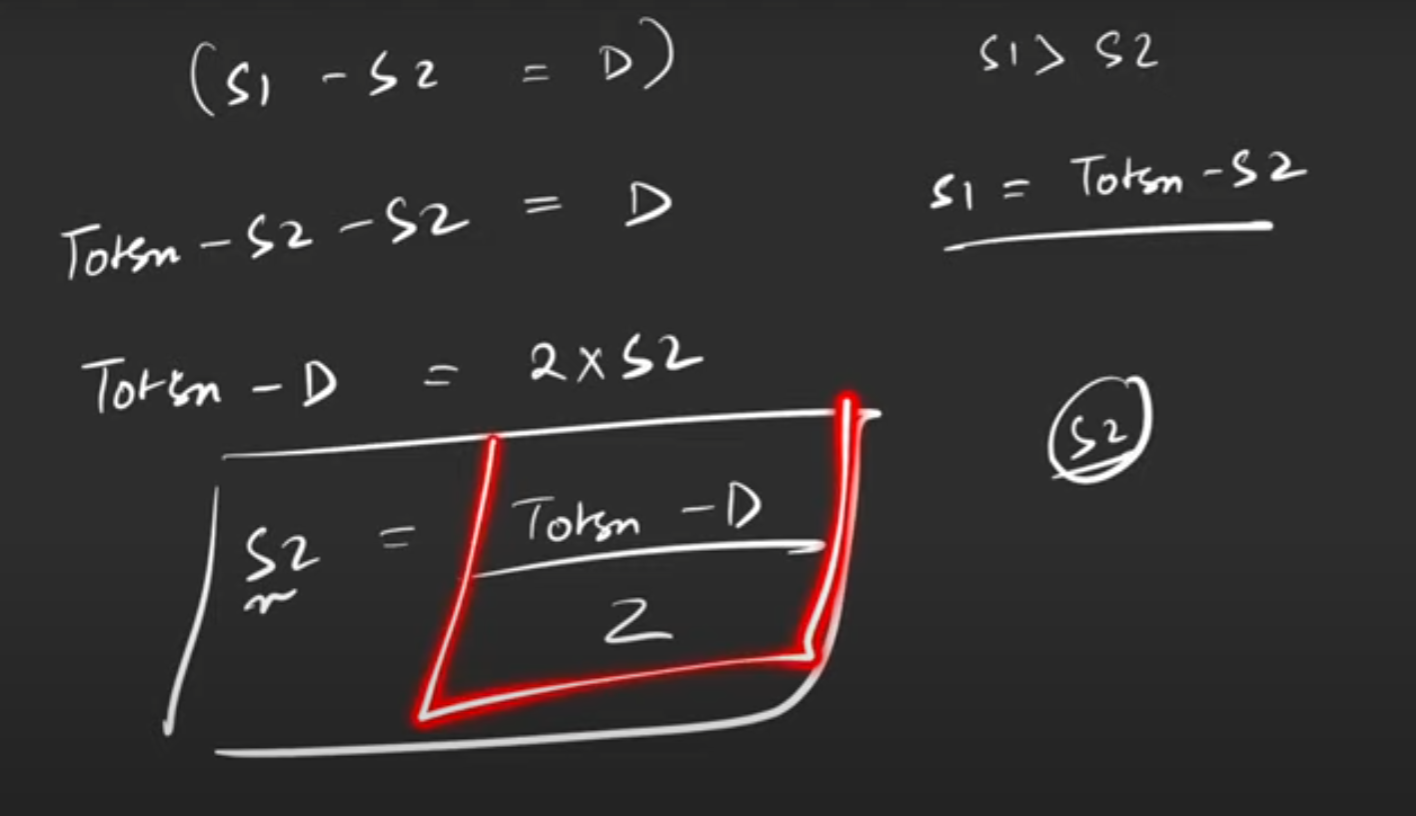 (S1 - S2 = D)
S1 > S2
S1 = Totsm - S2
Totsm - S2 - S2 = D
Totsm - D = 2 x S2
S2 = Totsm - D
2
S2